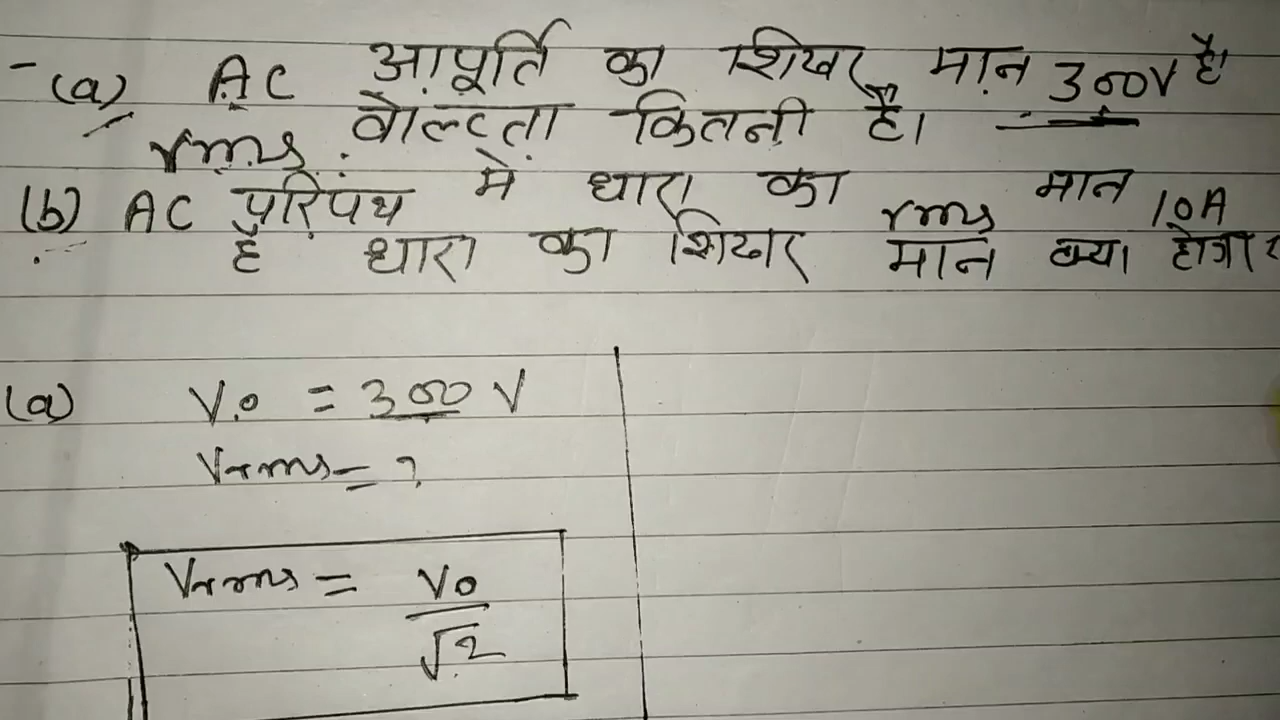 (a) AC आपूर्ति का शिखर मान 300V है।
rms वोल्टता कितनी है।
(b) AC परिपथ में धारा का rms मान 10A
है धारा का शिखर मान क्या होगा
(a) V0 = 300 V
Vrms = ?
Vrms = V0
√2